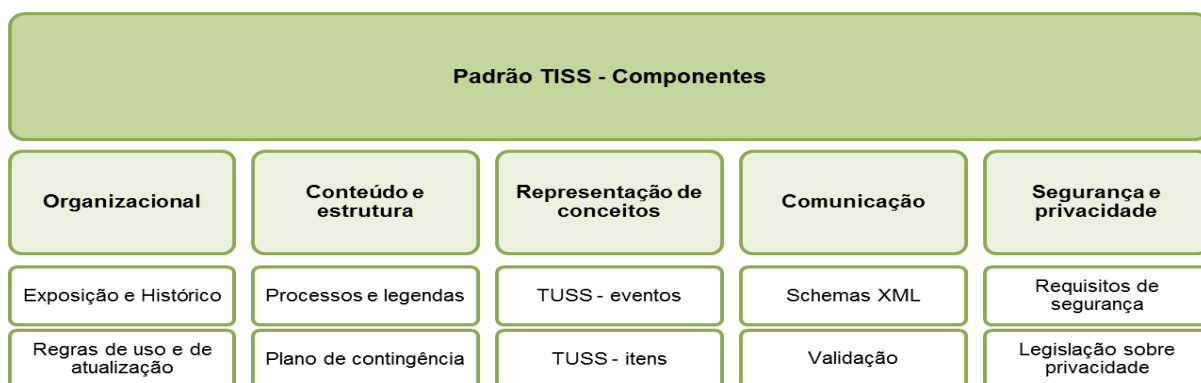 Padrão TISS - Componentes
Organizacional
Conteúdo e
estrutura
Representação de
conceitos
Comunicação
Segurança e
privacidade
Exposição e Histórico
Processos e legendas
TUSS - eventos
Schemas XML
Requisitos de
segurança
Regras de uso e de
atualização
Plano de contingência
TUSS - itens
Validação
Legislação sobre
privacidade